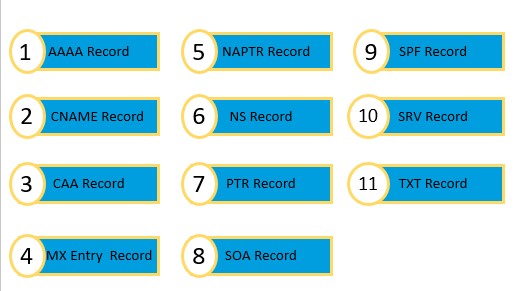 1 AAAA Record
2 CNAME Record
3 CAA Record
4 MX Entry  Record
5 NAPTR Record
6 NS Record
7 PTR Record
8 SOA Record
9 SPF Record
10 SRV Record
11 TXT Record